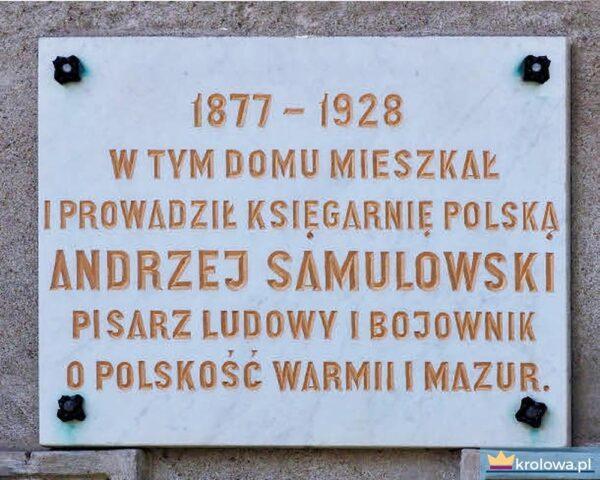 1877 – 1928
W TYM DOMU MIESZKAŁ
I PROWADZIŁ KSIĘGARNIĘ POLSKĄ
ANDRZEJ SAMULOWSKI
PISARZ LUDOWY I BOJOWNIK
O POLSKOŚĆ WARMII I MAZUR.
krolowa.pl